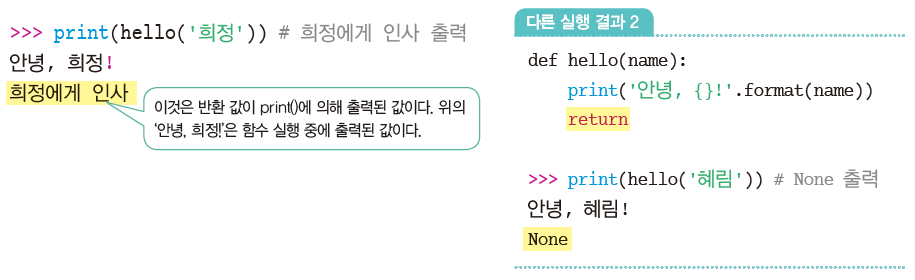 >>> print(hello('희정')) # 희정에게 인사 출력
안녕, 희정!
희정에게 인사
이것은 반환 값이 print()에 의해 출력된 값이다. 위의
‘안녕, 희정!’은 함수 실행 중에 출력된 값이다.
다른 실행 결과 2
def hello(name):
    print('안녕, {}!'.format(name))
    return
>>> print(hello('혜림')) # None 출력
안녕, 혜림!
None